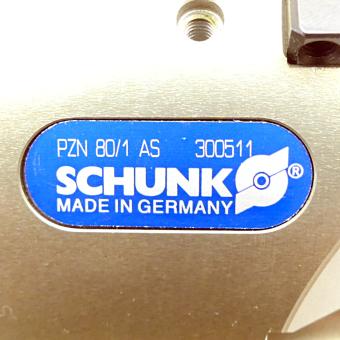 PZN 80/1 AS 300511
SCHUNK ®
MADE IN GERMANY